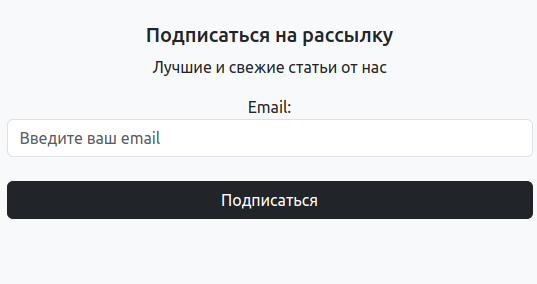 Подписаться на рассылку
Лучшие и свежие статьи от нас
Email:
Введите ваш email
Подписаться